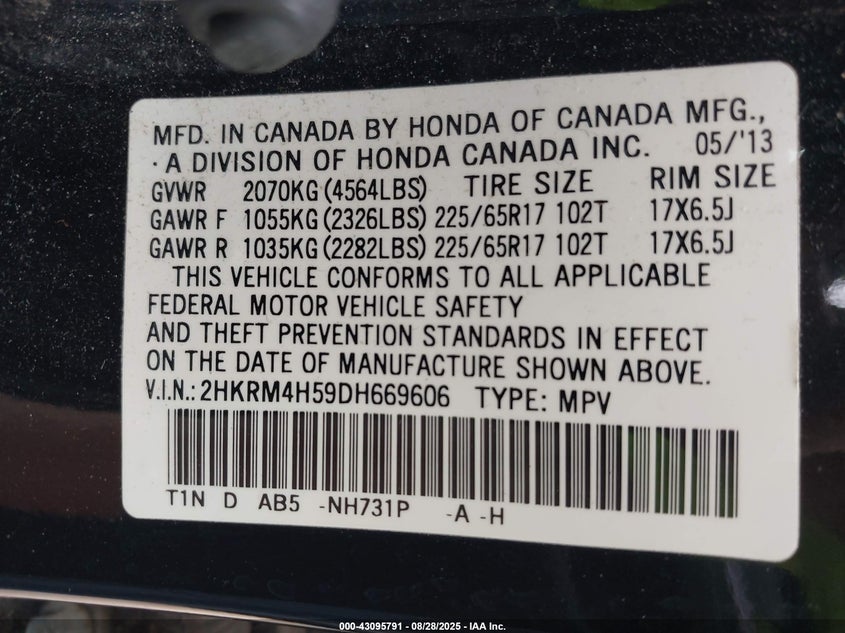 MFD. IN CANADA BY HONDA OF CANADA MFG.,
· A DIVISION OF HONDA CANADA INC. 05/'13
GVWR 2070KG (4564LBS) TIRE SIZE RIM SIZE
GAWR F 1055KG (2326LBS) 225/65R17 102T 17X6.5J
GAWR R 1035KG (2282LBS) 225/65R17 102T 17X6.5J
THIS VEHICLE CONFORMS TO ALL APPLICABLE
FEDERAL MOTOR VEHICLE SAFETY
AND THEFT PREVENTION STANDARDS IN EFFECT
ON THE DATE OF MANUFACTURE SHOWN ABOVE.
V.I.N.: 2HKRM4H59DH669606 TYPE: MPV
T1N D AB5 -NH731P -A -H
000-43095791 - 08/28/2025 - IAA Inc.